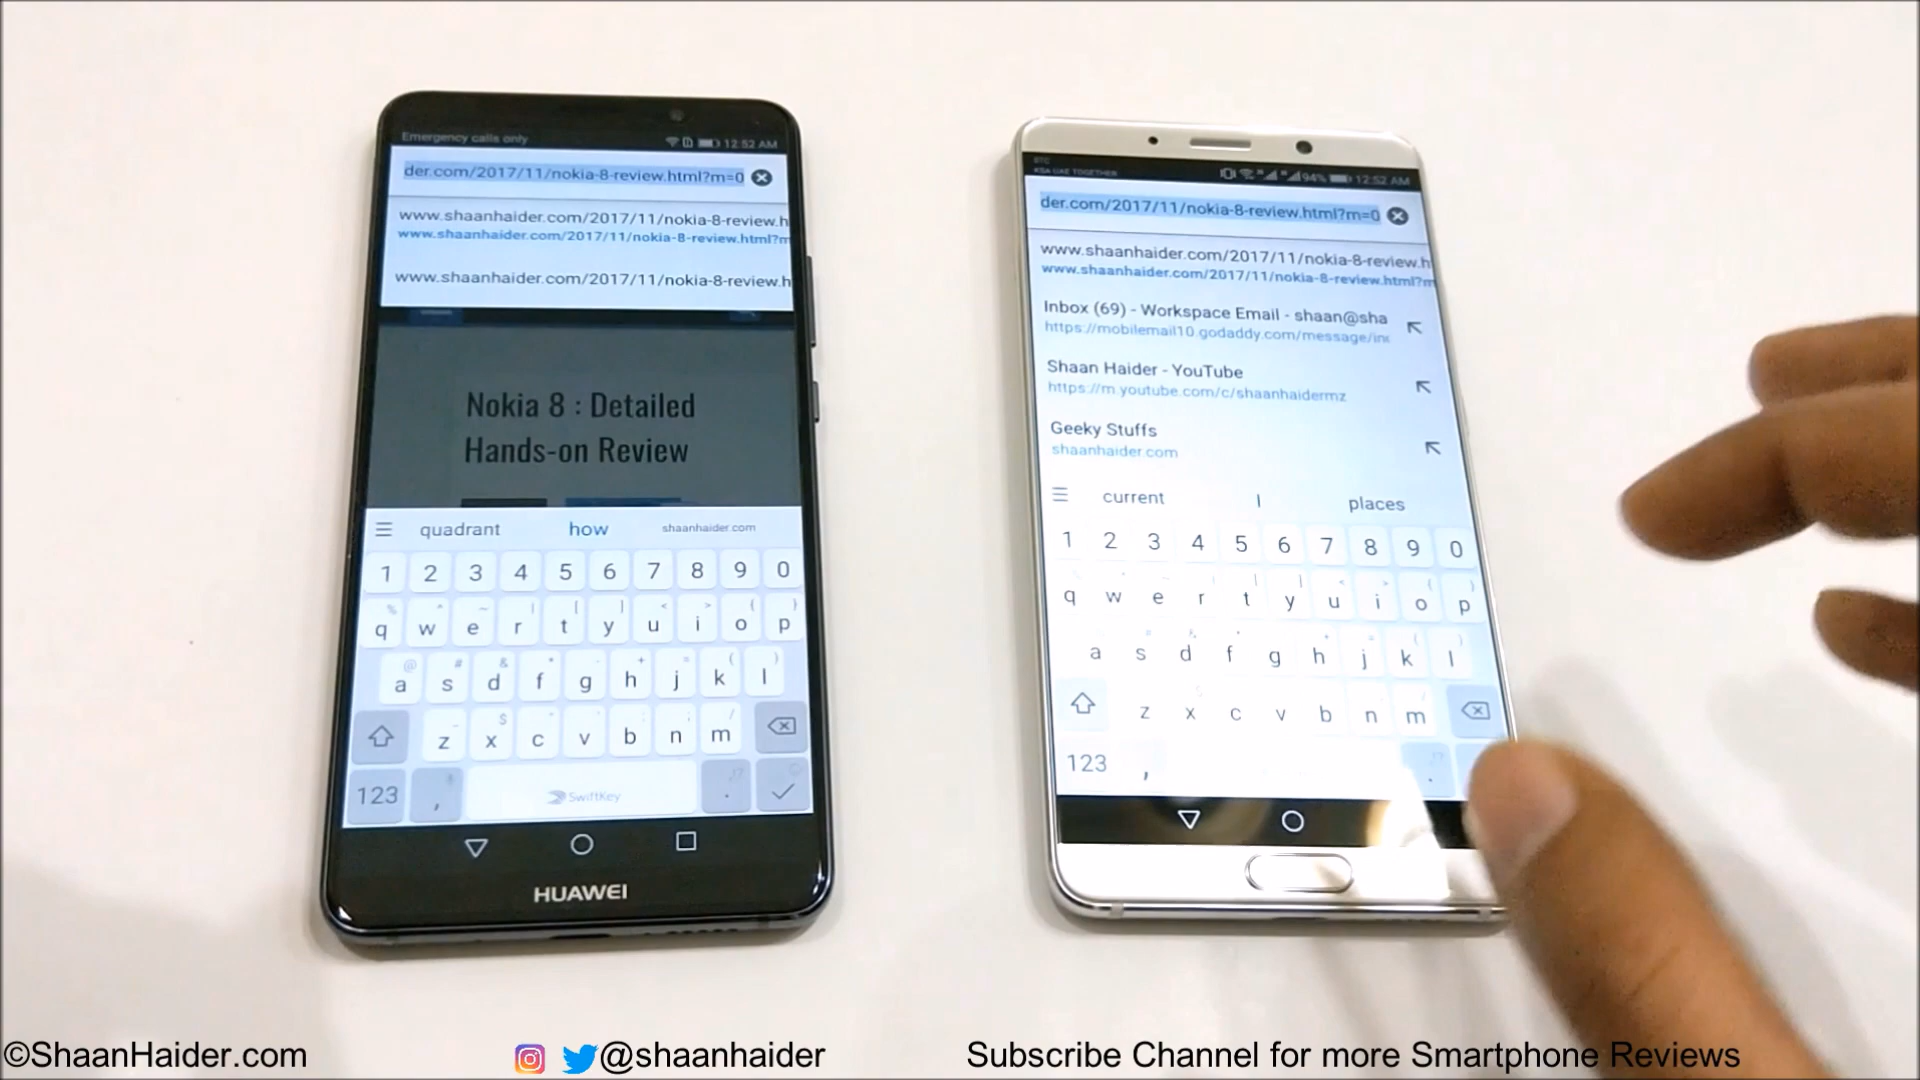 Emergency calls only
12:52 AM
der.com/2017/11/nokia-8-review.html?m=0
www.shaanhaider.com/2017/11/nokia-8-review.h
www.shaanhaider.com/2017/11/nokia-8-review.html?m
www.shaanhaider.com/2017/11/nokia-8-review.h
Nokia 8 : Detailed
Hands-on Review
quadrant how shaanhaider.com
1 2 3 4 5 6 7 8 9 0
q w e r t y u i o p
a s d f g h j k l
z x c v b n m
123 , SwiftKey .
HUAWEI
STC
KSA UAE TOGETHER
94% 12:52 AM
der.com/2017/11/nokia-8-review.html?m=0
www.shaanhaider.com/2017/11/nokia-8-review.h
www.shaanhaider.com/2017/11/nokia-8-review.html?m
Inbox (69) - Workspace Email - shaan@sha
https://mobilemail10.godaddy.com/message/in
Shaan Haider - YouTube
https://m.youtube.com/c/shaanhaidermz
Geeky Stuffs
shaanhaider.com
current I places
1 2 3 4 5 6 7 8 9 0
q w e r t y u i o p
a s d f g h j k l
z x c v b n m
123 , .
©ShaanHaider.com
@shaanhaider
Subscribe Channel for more Smartphone Reviews